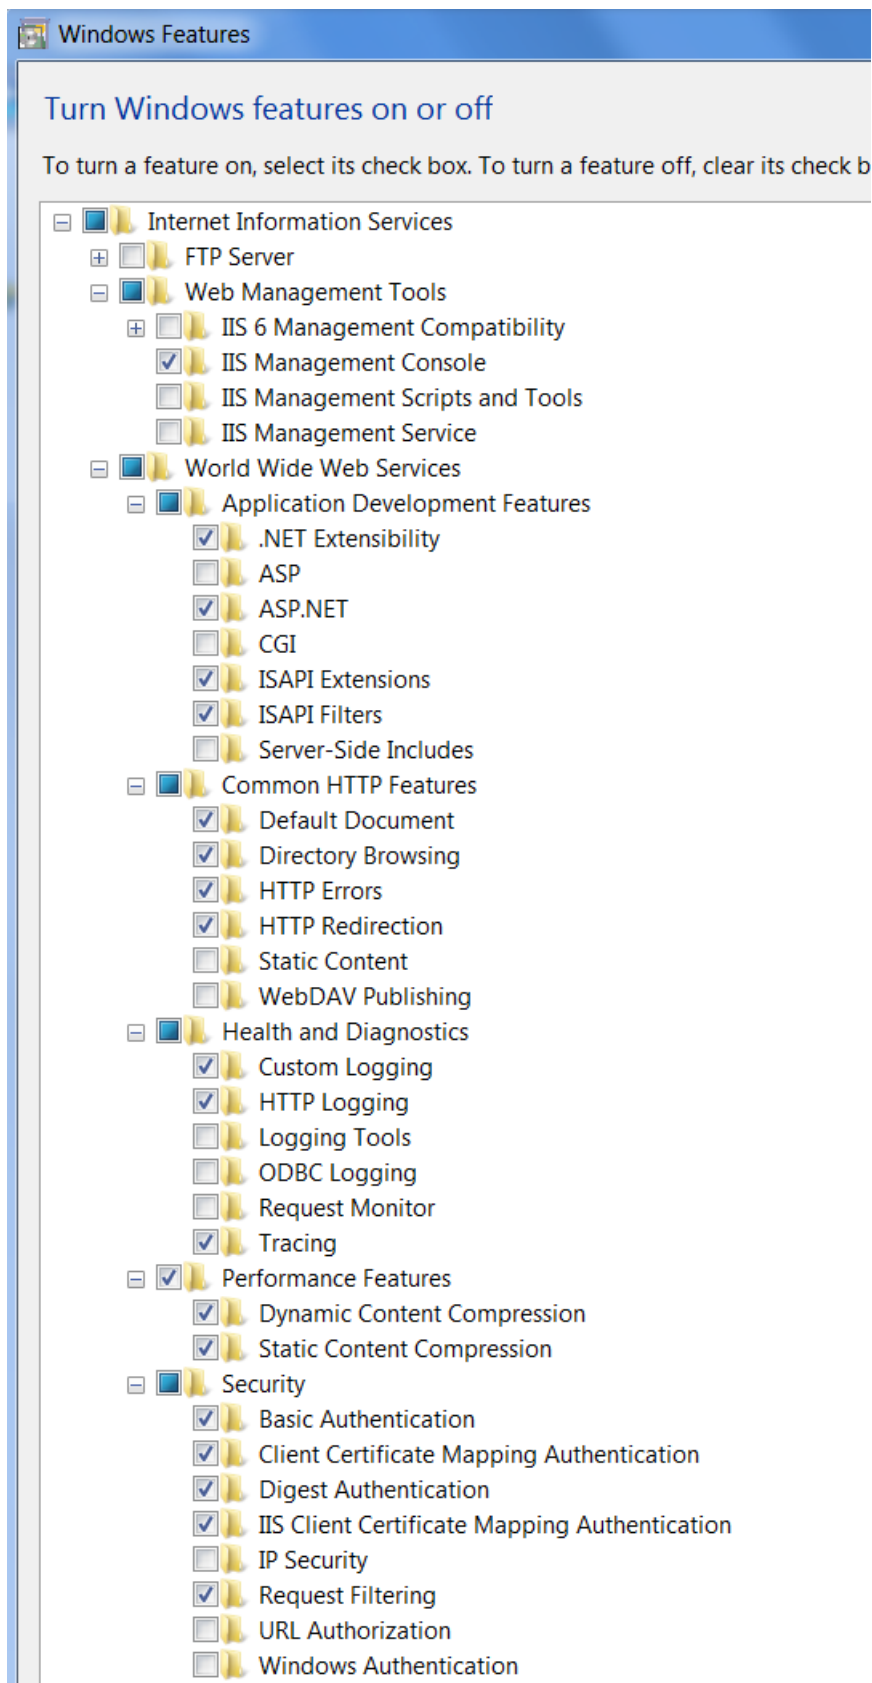 Windows Features
Turn Windows features on or off
To turn a feature on, select its check box. To turn a feature off, clear its check b
Internet Information Services
FTP Server
Web Management Tools
IIS 6 Management Compatibility
IIS Management Console
IIS Management Scripts and Tools
IIS Management Service
World Wide Web Services
Application Development Features
.NET Extensibility
ASP
ASP.NET
CGI
ISAPI Extensions
ISAPI Filters
Server-Side Includes
Common HTTP Features
Default Document
Directory Browsing
HTTP Errors
HTTP Redirection
Static Content
WebDAV Publishing
Health and Diagnostics
Custom Logging
HTTP Logging
Logging Tools
ODBC Logging
Request Monitor
Tracing
Performance Features
Dynamic Content Compression
Static Content Compression
Security
Basic Authentication
Client Certificate Mapping Authentication
Digest Authentication
IIS Client Certificate Mapping Authentication
IP Security
Request Filtering
URL Authorization
Windows Authentication